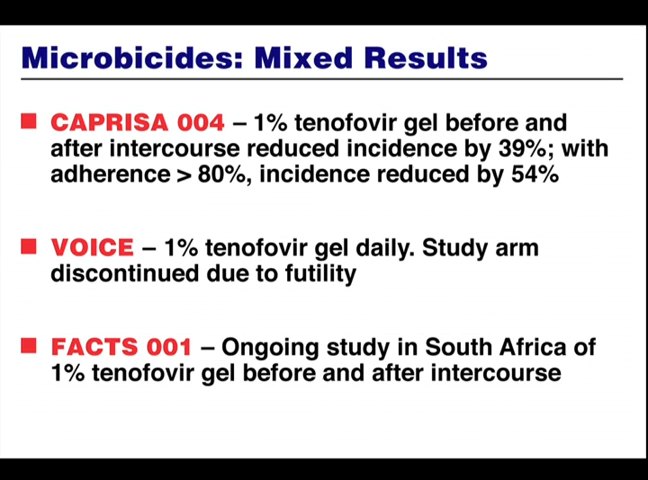 Microbicides: Mixed Results
CAPRISA 004 – 1% tenofovir gel before and
after intercourse reduced incidence by 39%; with
adherence > 80%, incidence reduced by 54%
VOICE – 1% tenofovir gel daily. Study arm
discontinued due to futility
FACTS 001 – Ongoing study in South Africa of
1% tenofovir gel before and after intercourse